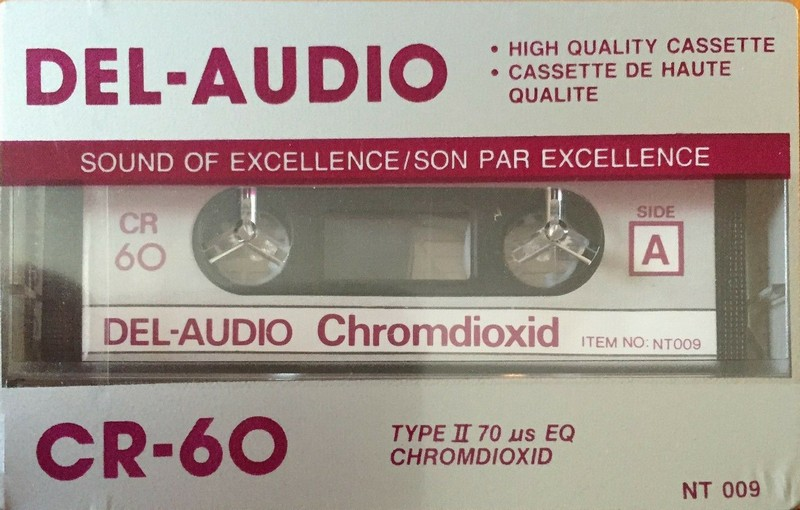 DEL-AUDIO
• HIGH QUALITY CASSETTE
• CASSETTE DE HAUTE
QUALITE
SOUND OF EXCELLENCE/SON PAR EXCELLENCE
CR
60
SIDE
A
DEL-AUDIO Chromdioxid ITEM NO: NT009
CR-60
TYPE II 70 µs EQ
CHROMDIOXID
NT 009